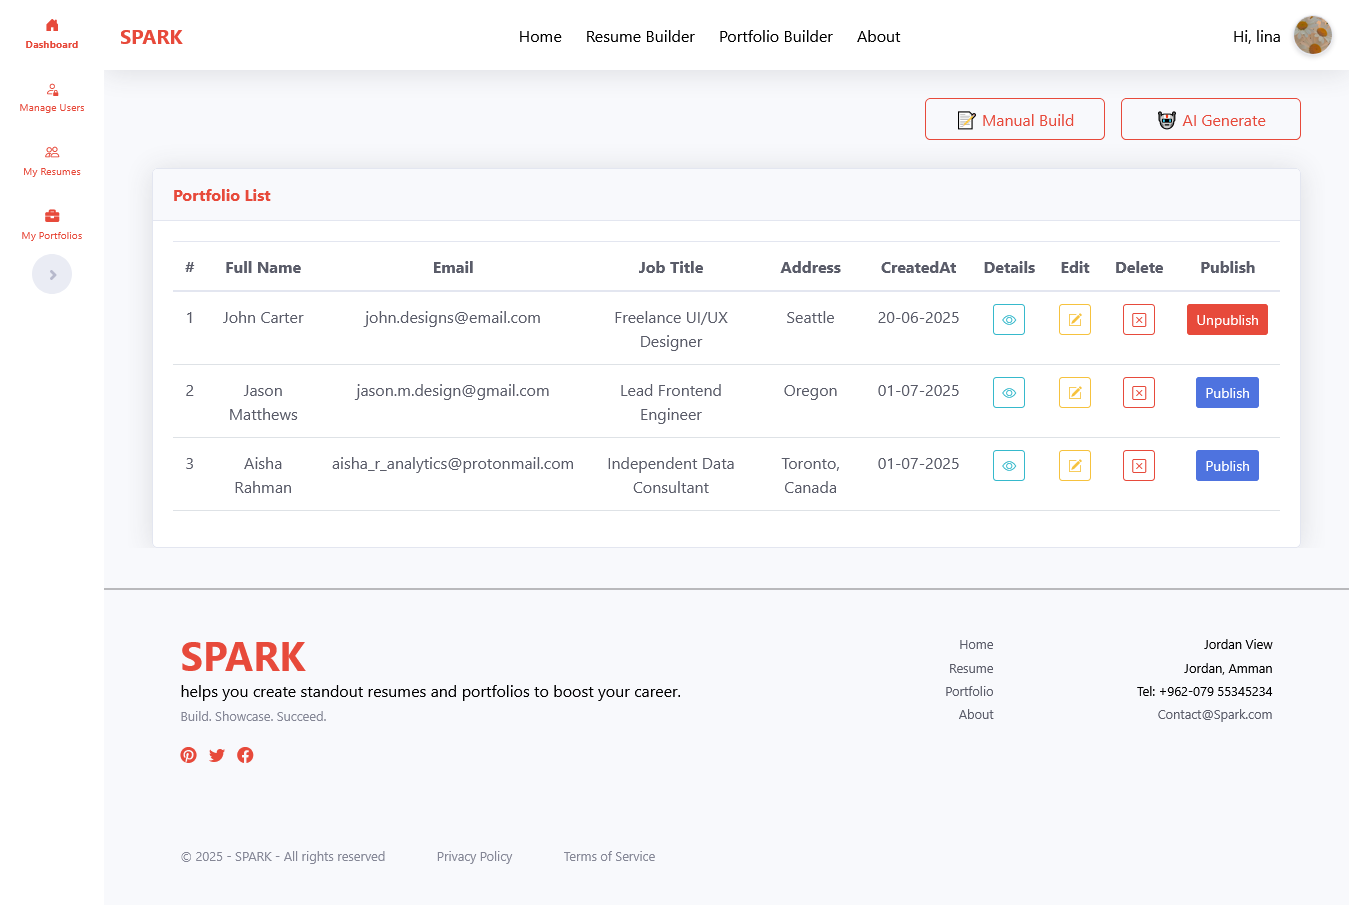 Dashboard
Manage Users
My Resumes
My Portfolios
SPARK
Home Resume Builder Portfolio Builder About
Hi, lina
Manual Build
AI Generate
Portfolio List
# Full Name Email Job Title Address CreatedAt Details Edit Delete Publish
1 John Carter john.designs@email.com Freelance UI/UX Seattle 20-06-2025 Unpublish
Designer
2 Jason jason.m.design@gmail.com Lead Frontend Oregon 01-07-2025 Publish
Matthews Engineer
3 Aisha aisha_r_analytics@protonmail.com Independent Data Toronto, 01-07-2025 Publish
Rahman Consultant Canada
SPARK
helps you create standout resumes and portfolios to boost your career.
Build. Showcase. Succeed.
Home
Resume
Portfolio
About
Jordan View
Jordan, Amman
Tel: +962-079 55345234
Contact@Spark.com
© 2025 - SPARK - All rights reserved Privacy Policy Terms of Service